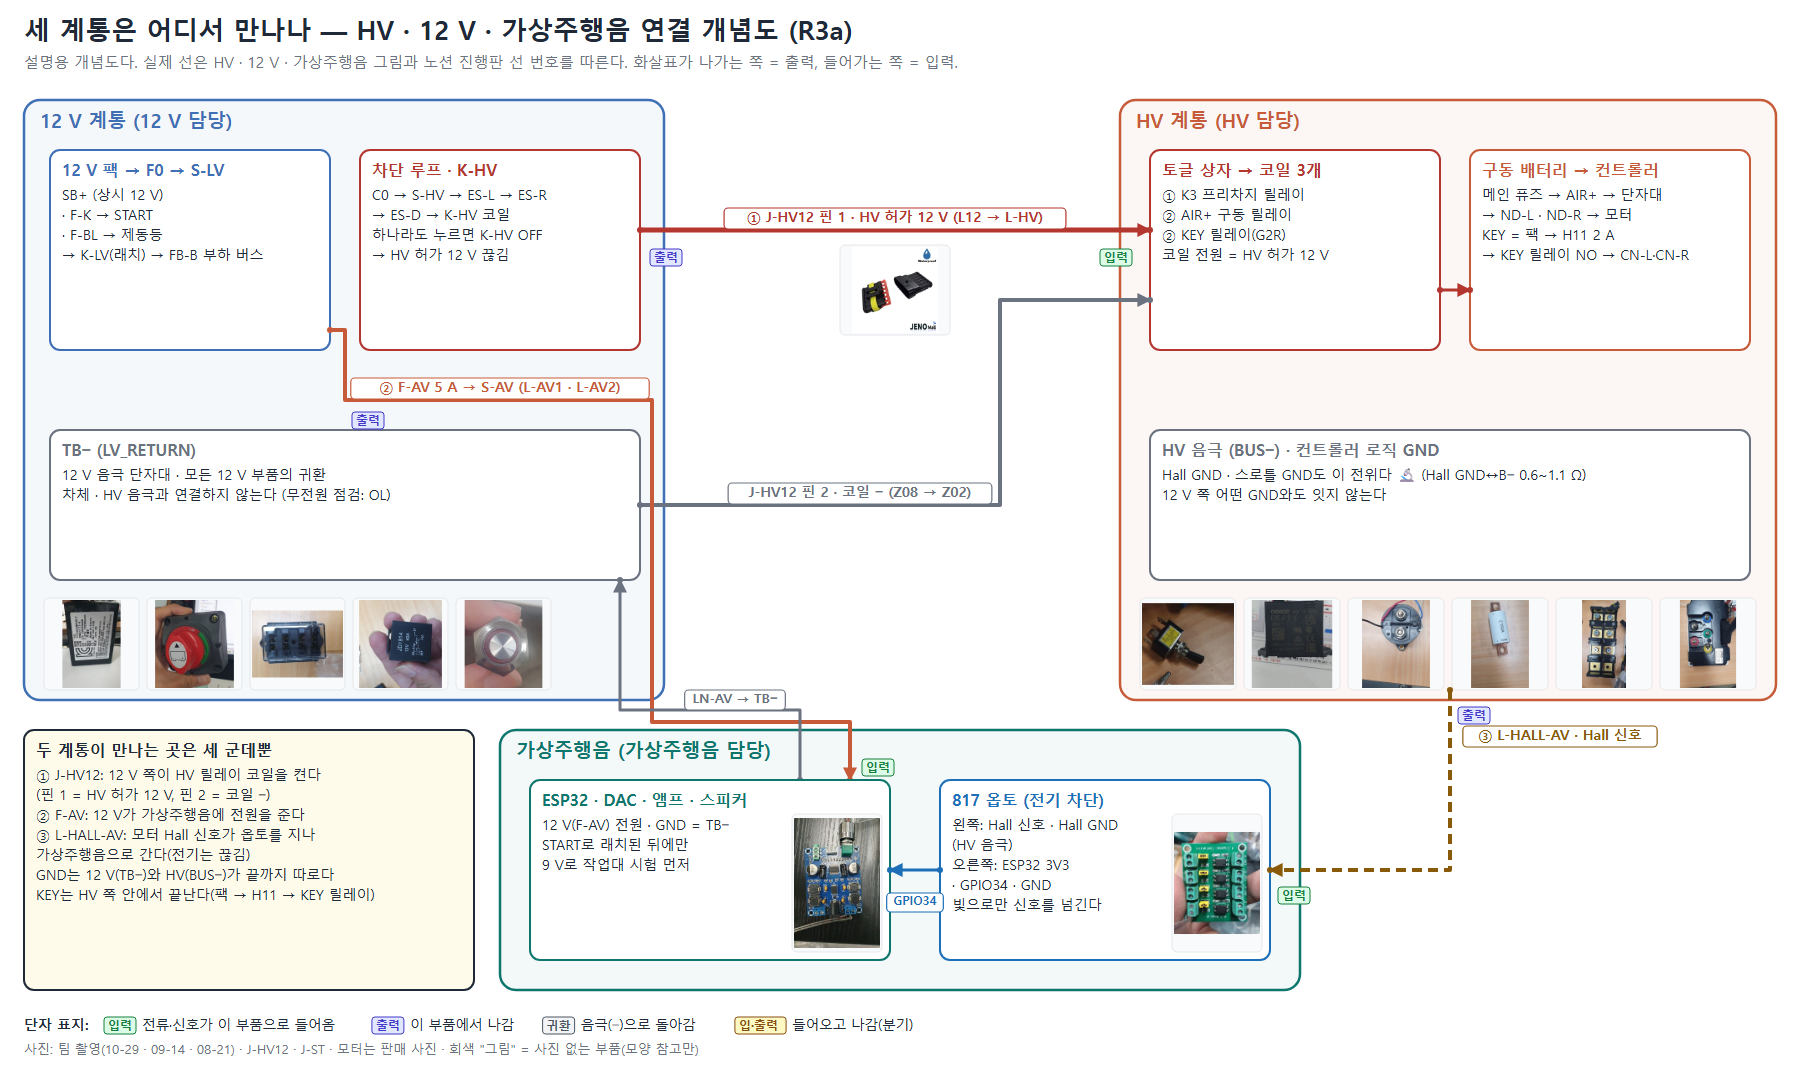 세 계통은 어디서 만나나 — HV · 12 V · 가상주행음 연결 개념도 (R3a)
설명용 개념도다. 실제 선은 HV · 12 V · 가상주행음 그림과 노션 진행판 선 번호를 따른다. 화살표가 나가는 쪽 = 출력, 들어가는 쪽 = 입력.
12 V 계통 (12 V 담당)
12 V 팩 → F0 → S-LV
SB+ (상시 12 V)
· F-K → START
· F-BL → 제동등
→ K-LV(래치) → FB-B 부하 버스
차단 루프 · K-HV
C0 → S-HV → ES-L → ES-R
→ ES-D → K-HV 코일
하나라도 누르면 K-HV OFF
→ HV 허가 12 V 끊김
① J-HV12 핀 1 · HV 허가 12 V (L12 → L-HV)
출력
입력
JENO
HV 계통 (HV 담당)
토글 상자 → 코일 3개
① K3 프리차지 릴레이
② AIR+ 구동 릴레이
② KEY 릴레이(G2R)
코일 전원 = HV 허가 12 V
구동 배터리 → 컨트롤러
메인 퓨즈 → AIR+ → 단자대
→ ND-L · ND-R → 모터
KEY = 팩 → H11 2 A
→ KEY 릴레이 NO → CN-L·CN-R
② F-AV 5 A → S-AV (L-AV1 · L-AV2)
출력
TB− (LV_RETURN)
12 V 음극 단자대 · 모든 12 V 부품의 귀환
차체 · HV 음극과 연결하지 않는다 (무전원 점검: OL)
J-HV12 핀 2 · 코일 − (Z08 → Z02)
HV 음극 (BUS−) · 컨트롤러 로직 GND
Hall GND · 스로틀 GND도 이 전위다 🔬 (Hall GND↔B− 0.6~1.1 Ω)
12 V 쪽 어떤 GND와도 잇지 않는다
LN-AV → TB−
출력
③ L-HALL-AV · Hall 신호
두 계통이 만나는 곳은 세 군데뿐
① J-HV12: 12 V 쪽이 HV 릴레이 코일을 켠다
(핀 1 = HV 허가 12 V, 핀 2 = 코일 −)
② F-AV: 12 V가 가상주행음에 전원을 준다
③ L-HALL-AV: 모터 Hall 신호가 옵토를 지나
가상주행음으로 간다(전기는 끊김)
GND는 12 V(TB−)와 HV(BUS−)가 끝까지 따로다
KEY는 HV 쪽 안에서 끝난다(팩 → H11 → KEY 릴레이)
가상주행음 (가상주행음 담당)
입력
ESP32 · DAC · 앰프 · 스피커
12 V(F-AV) 전원 · GND = TB−
START로 래치된 뒤에만
9 V로 작업대 시험 먼저
GPIO34
817 옵토 (전기 차단)
왼쪽: Hall 신호 · Hall GND
(HV 음극)
오른쪽: ESP32 3V3
· GPIO34 · GND
빛으로만 신호를 넘긴다
입력
단자 표지: 입력 전류·신호가 이 부품으로 들어옴 출력 이 부품에서 나감 귀환 음극(−)으로 돌아감 입·출력 들어오고 나감(분기)
사진: 팀 촬영(10-29 · 09-14 · 08-21) · J-HV12 · J-ST · 모터는 판매 사진 · 회색 "그림" = 사진 없는 부품(모양 참고만)